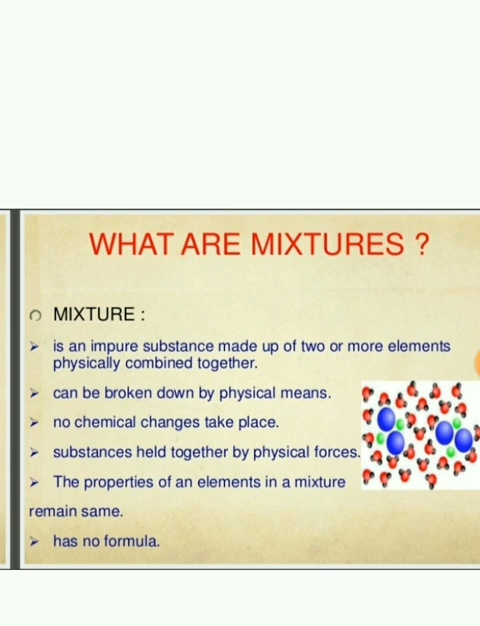 WHAT ARE MIXTURES ?
MIXTURE :
is an impure substance made up of two or more elements
physically combined together.
can be broken down by physical means.
no chemical changes take place.
substances held together by physical forces.
The properties of an elements in a mixture
remain same.
has no formula.